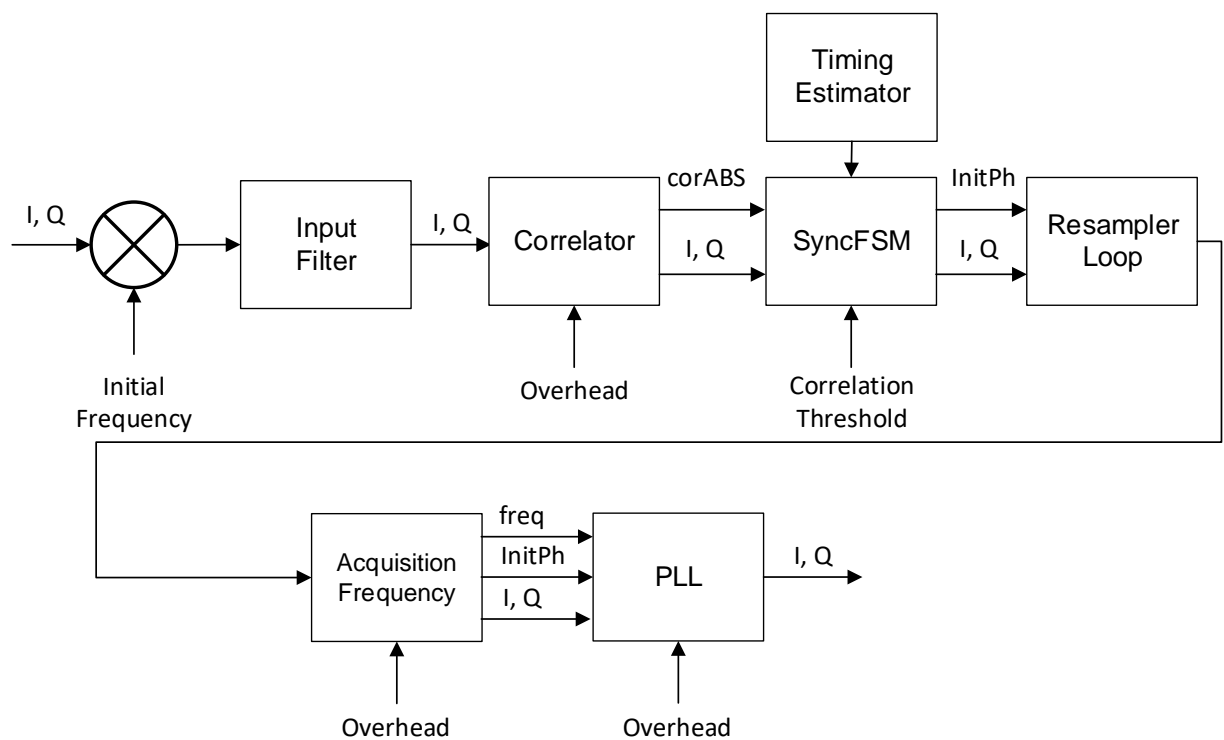 Timing
Estimator
I, Q
Input
Filter
I, Q
Correlator
corABS
I, Q
SyncFSM
InitPh
I, Q
Resampler
Loop
Initial
Frequency
Overhead
Correlation
Threshold
Acquisition
Frequency
freq
InitPh
I, Q
PLL
I, Q
Overhead
Overhead